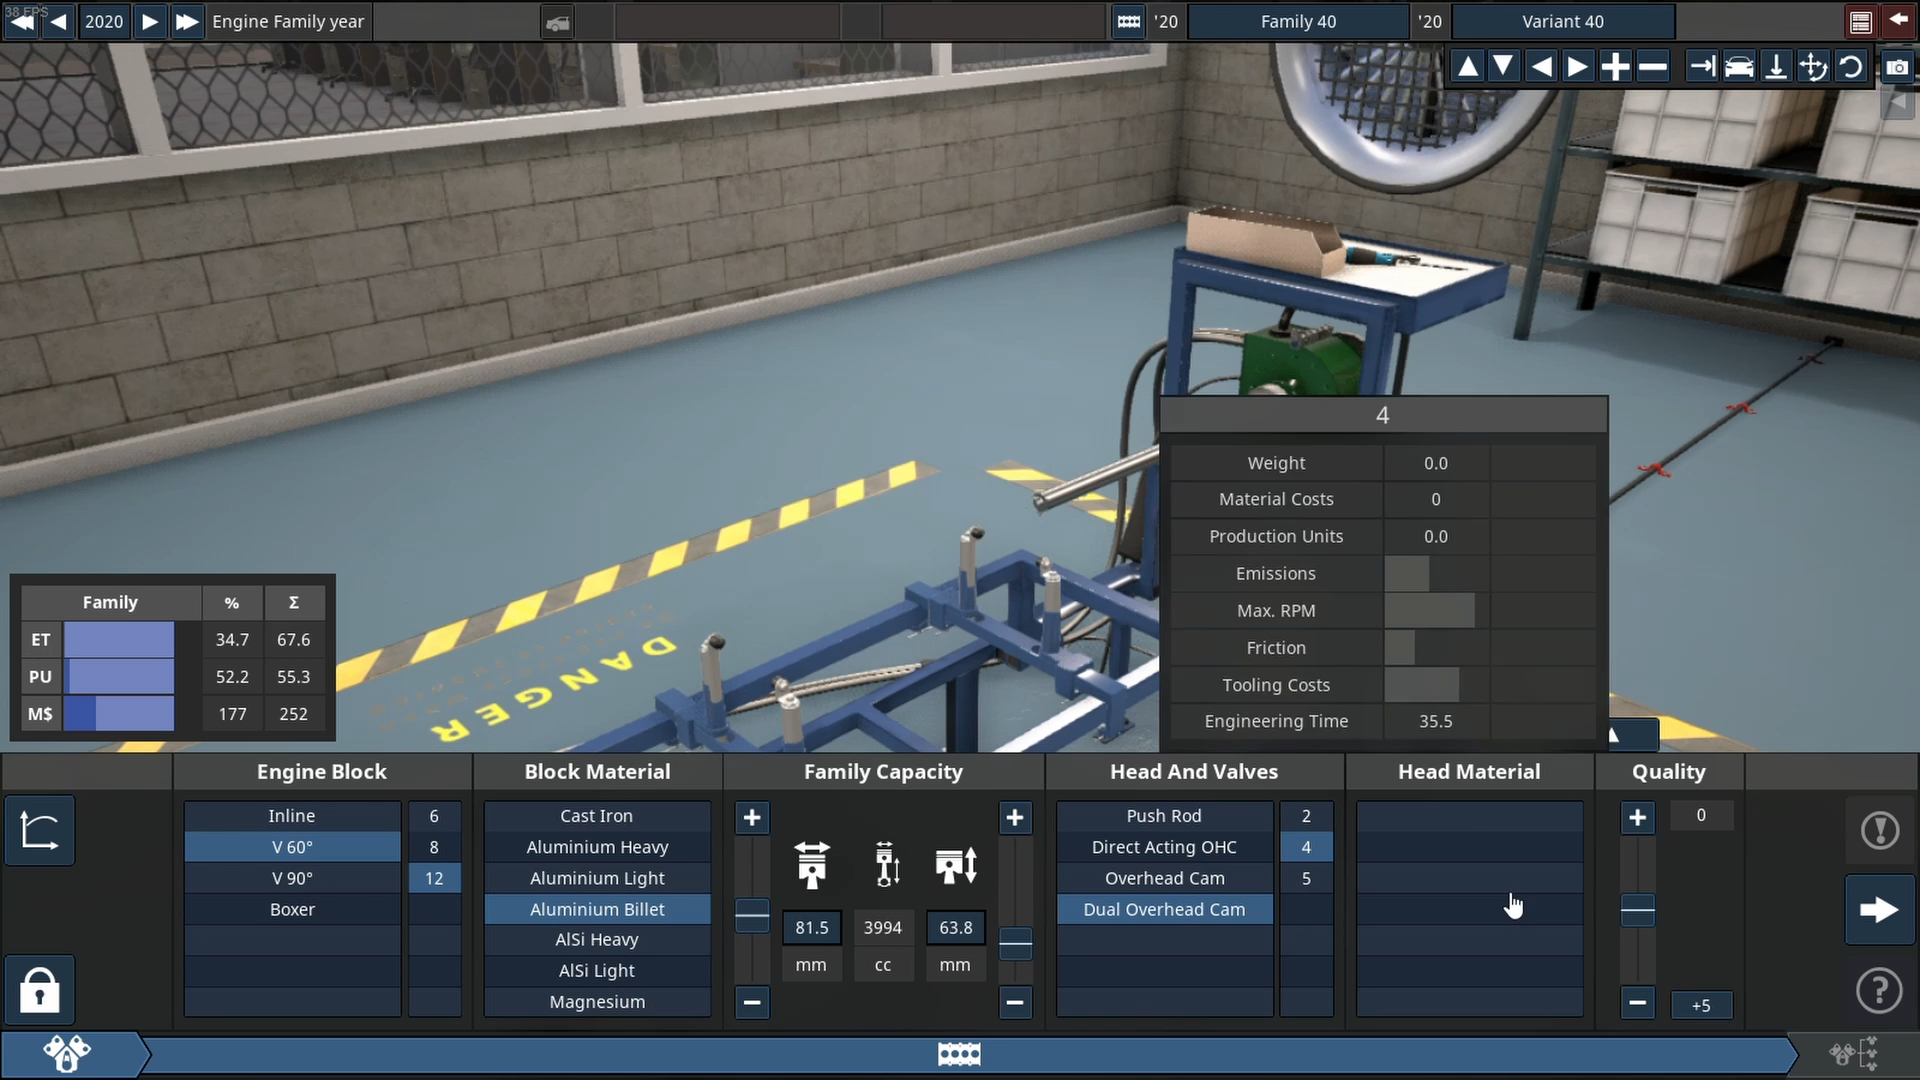 38 FPS
2020 Engine Family year '20 Family 40 '20 Variant 40
4
Weight 0.0
Material Costs 0
Production Units 0.0
Emissions
Max. RPM
Friction
Tooling Costs
Engineering Time 35.5
Family % Σ
ET 34.7 67.6
PU 52.2 55.3
M$ 177 252
DANGER
Engine Block Block Material Family Capacity Head And Valves Head Material Quality
Inline 6 Cast Iron Push Rod 2 0
V 60° 8 Aluminium Heavy Direct Acting OHC 4
V 90° 12 Aluminium Light Overhead Cam 5
Boxer Aluminium Billet 81.5 3994 63.8 Dual Overhead Cam
AlSi Heavy mm cc mm
AlSi Light
Magnesium +5